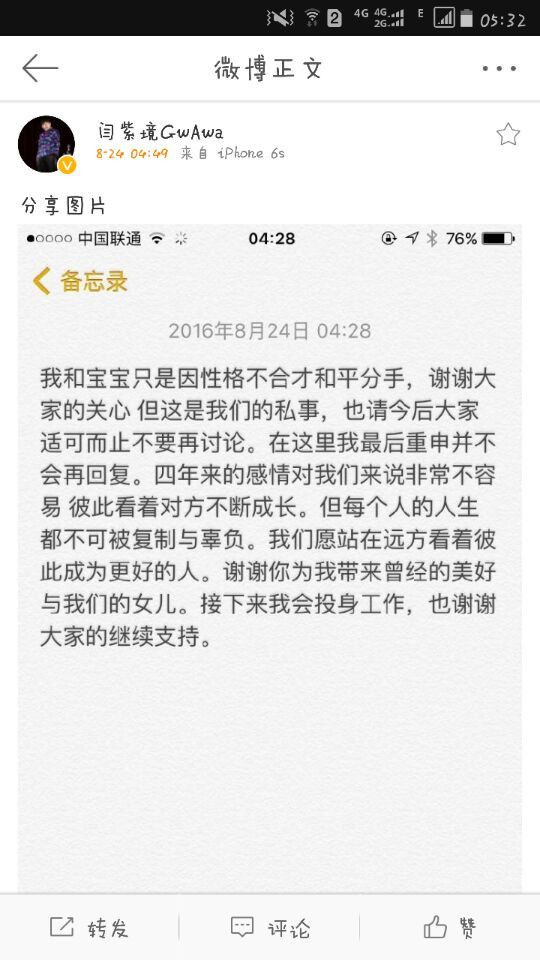 2 4G 4G 2G E 05:32
微博正文
闫紫境GwAwa
8-24 04:49 来自 iPhone 6s
分享图片
中国联通 04:28 76%
备忘录
2016年8月24日 04:28
我和宝宝只是因性格不合才和平分手，谢谢大
家的关心 但这是我们的私事，也请今后大家
适可而止不要再讨论。在这里我最后重申并不
会再回复。四年来的感情对我们来说非常不容
易 彼此看着对方不断成长。但每个人的人生
都不可被复制与辜负。我们愿站在远方看着彼
此成为更好的人。谢谢你为我带来曾经的美好
与我们的女儿。接下来我会投身工作，也谢谢
大家的继续支持。
转发 评论 赞